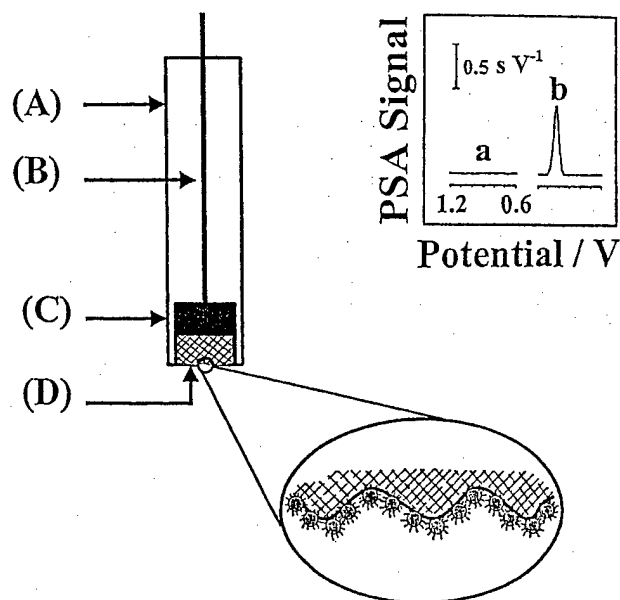 (A)
(B)
(C)
(D)
PSA Signal
0.5 s V⁻¹
b
a
1.2 0.6
Potential / V